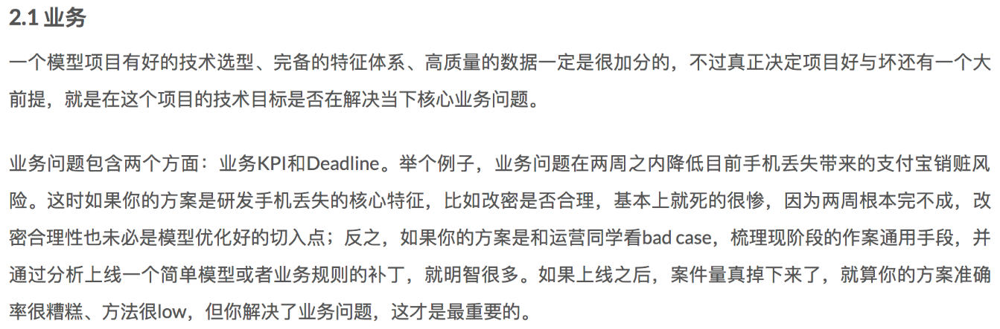 2.1 业务
一个模型项目有好的技术选型、完备的特征体系、高质量的数据一定是很加分的，不过真正决定项目好与坏还有一个大
前提，就是在这个项目的技术目标是否在解决当下核心业务问题。
业务问题包含两个方面：业务KPI和Deadline。举个例子，业务问题在两周之内降低目前手机丢失带来的支付宝销赃风
险。这时如果你的方案是研发手机丢失的核心特征，比如改密是否合理，基本上就死的很惨，因为两周根本完不成，改
密合理性也未必是模型优化好的切入点；反之，如果你的方案是和运营同学看bad case，梳理现阶段的作案通用手段，并
通过分析上线一个简单模型或者业务规则的补丁，就明智很多。如果上线之后，案件量真掉下来了，就算你的方案准确
率很糟糕、方法很low，但你解决了业务问题，这才是最重要的。